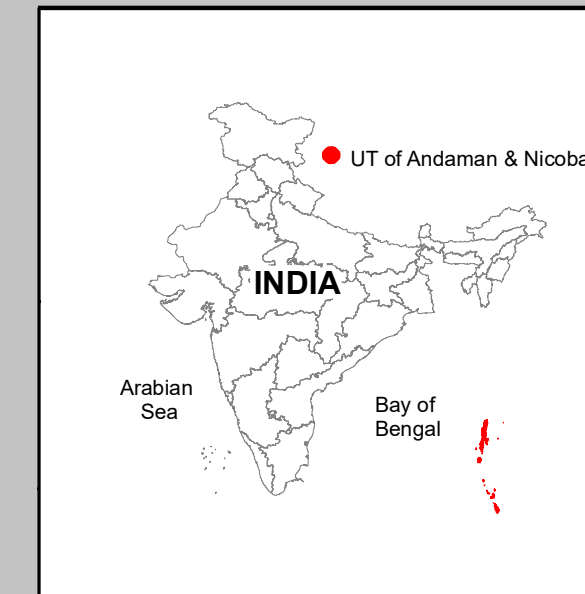 UT of Andaman & Nicoba
INDIA
Arabian
Sea
Bay of
Bengal